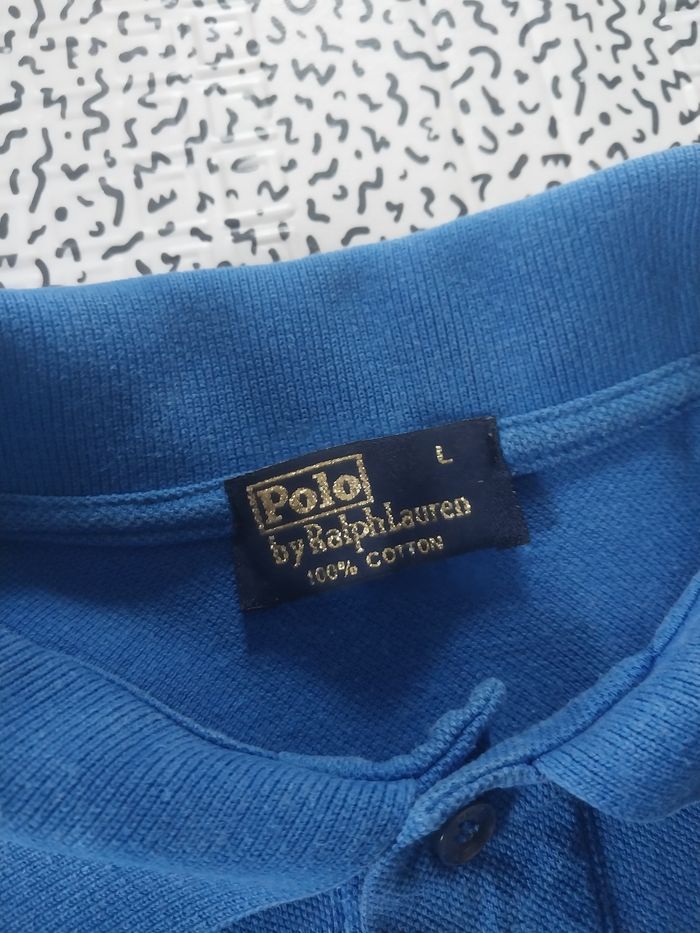 L
Polo
by Ralph Lauren
100% COTTON